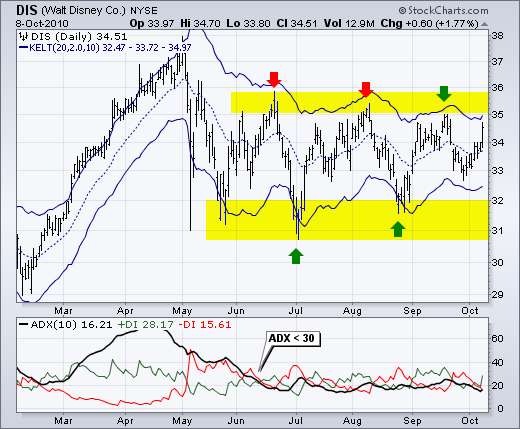 DIS (Walt Disney Co.) NYSE © StockCharts.com
8-Oct-2010 Op 33.97 Hi 34.70 Lo 33.80 Cl 34.51 Vol 12.9M Chg +0.60 (+1.77%)
DIS (Daily) 34.51
KELT(20,2.0,10) 32.47 - 33.72 - 34.97
38
37
36
35
34
33
32
31
30
29
Mar Apr May Jun Jul Aug Sep Oct
ADX(10) 16.21 +DI 28.17 -DI 15.61
ADX < 30
60
40
20
0
Mar Apr May Jun Jul Aug Sep Oct